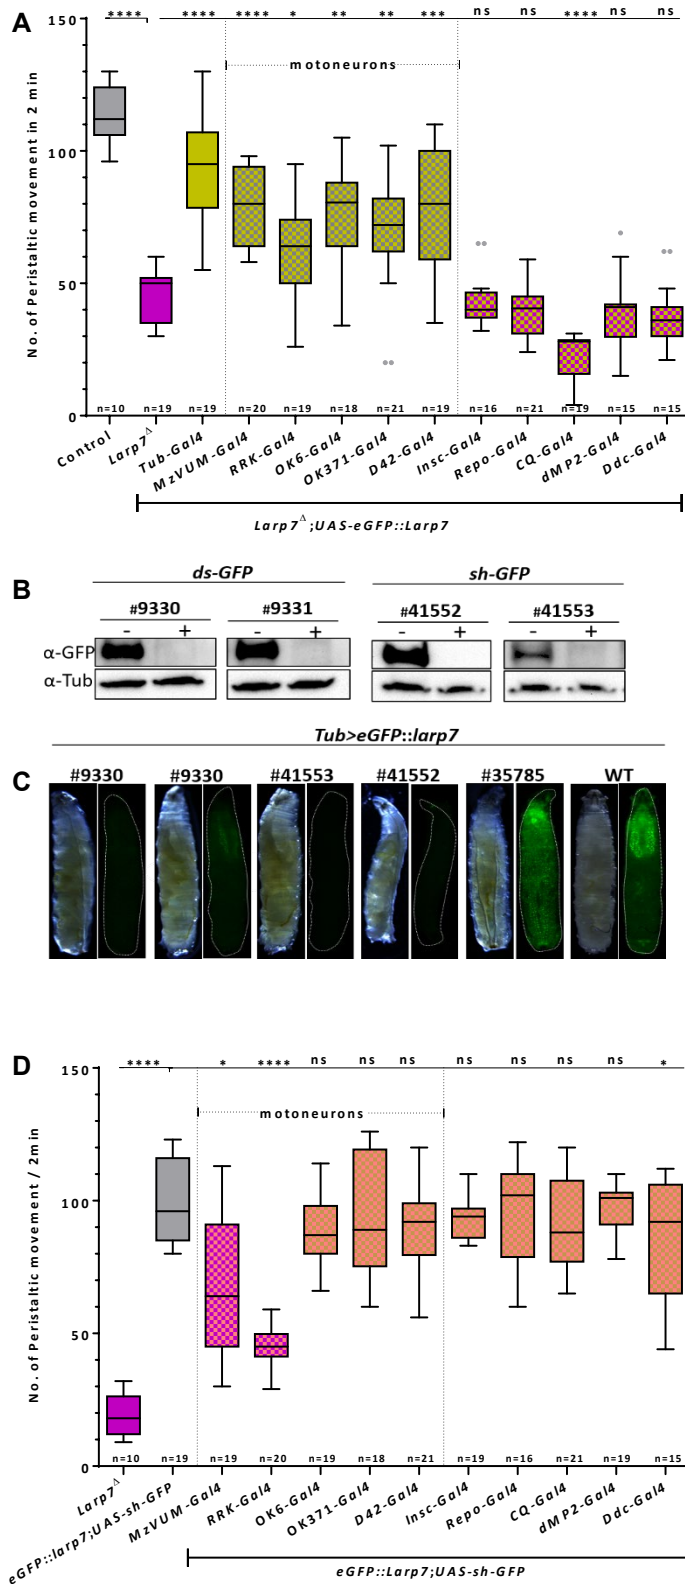 A
**** **** **** * ** ** *** ns ns **** ns ns
motoneurons
No. of Peristaltic movement in 2 min
150
100
50
0
n=10 n=19 n=19 n=20 n=19 n=18 n=21 n=19 n=16 n=21 n=19 n=15 n=15
Control Larp7Δ Tub-Gal4 MzVUM-Gal4 RRK-Gal4 OK6-Gal4 OK371-Gal4 D42-Gal4 Insc-Gal4 Repo-Gal4 CQ-Gal4 dMP2-Gal4 Ddc-Gal4
Larp7Δ;UAS-eGFP::Larp7
B
ds-GFP sh-GFP
#9330 #9331 #41552 #41553
- + - + - + - +
α-GFP
α-Tub
Tub>eGFP::larp7
C
#9330 #9330 #41553 #41552 #35785 WT
D
**** * **** ns ns ns ns ns ns ns *
motoneurons
No. of Peristaltic movement / 2min
150
100
50
0
n=10 n=19 n=19 n=20 n=19 n=18 n=21 n=19 n=16 n=21 n=19 n=15
Larp7Δ eGFP::larp7;UAS-sh-GFP MzVUM-Gal4 RRK-Gal4 OK6-Gal4 OK371-Gal4 D42-Gal4 Insc-Gal4 Repo-Gal4 CQ-Gal4 dMP2-Gal4 Ddc-Gal4
eGFP::Larp7;UAS-sh-GFP